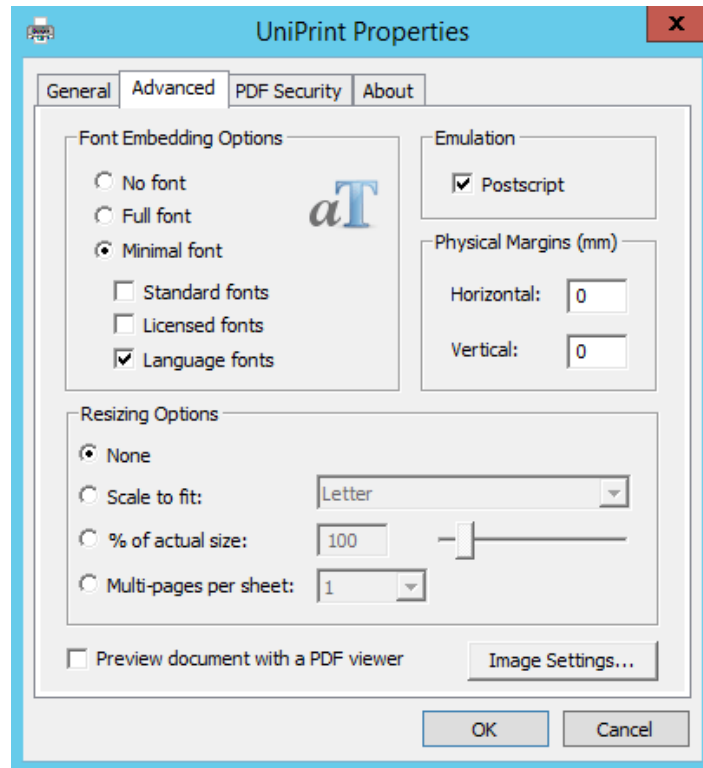 UniPrint Properties
x
General
Advanced
PDF Security
About
Font Embedding Options
No font
Full font
Minimal font
aT
Standard fonts
Licensed fonts
Language fonts
Emulation
Postscript
Physical Margins (mm)
Horizontal: 0
Vertical: 0
Resizing Options
None
Scale to fit: Letter
% of actual size: 100
Multi-pages per sheet: 1
Preview document with a PDF viewer
Image Settings...
OK
Cancel